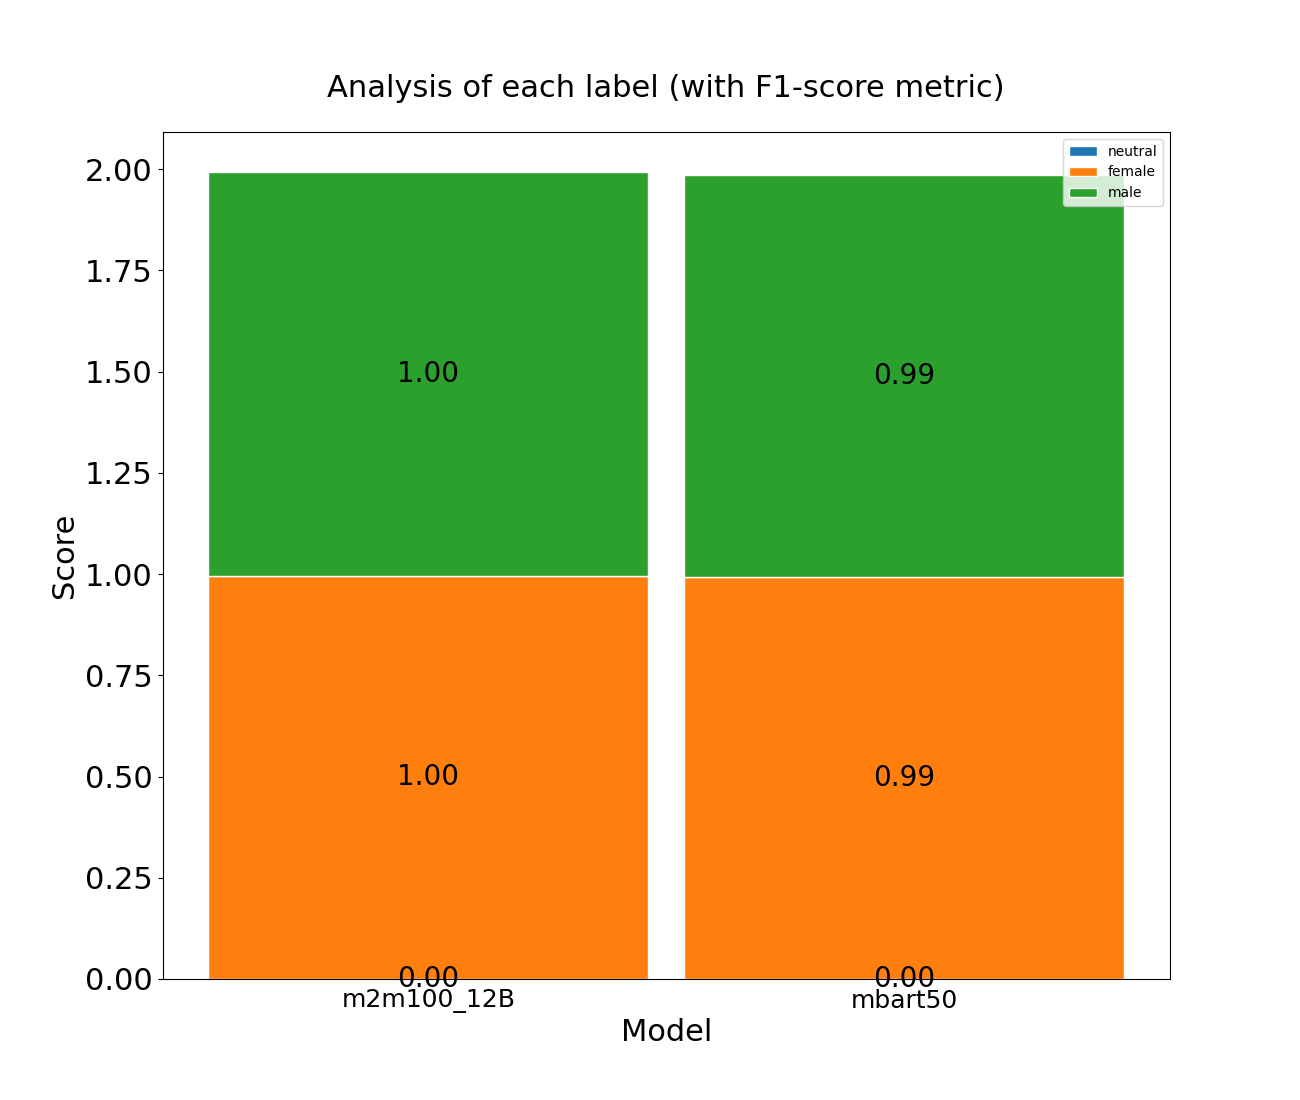 Analysis of each label (with F1-score metric)
neutral
female
male
2.00
1.75
1.50
1.25
1.00
0.75
0.50
0.25
0.00
Score
1.00
0.99
1.00
0.99
0.00
0.00
m2m100_12B
mbart50
Model